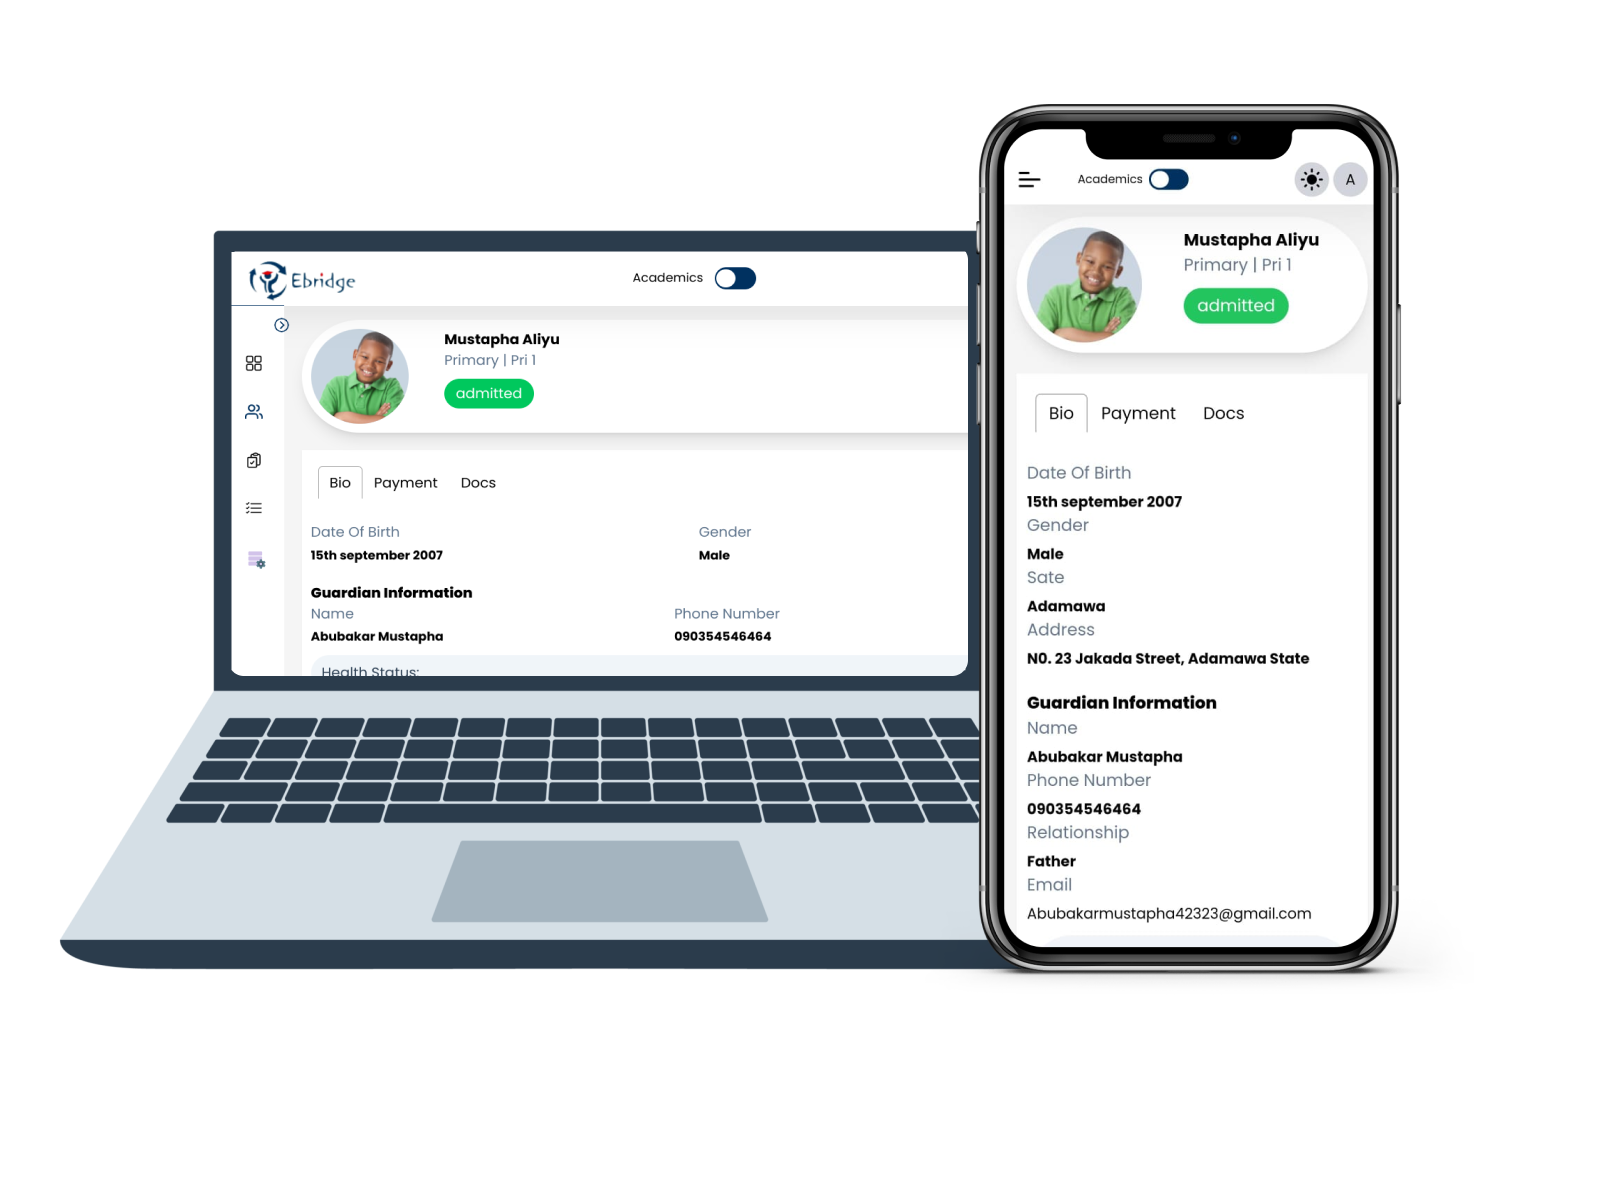 Ebridge
Academics
Mustapha Aliyu
Primary | Pri 1
admitted
Bio Payment Docs
Date Of Birth Gender
15th september 2007 Male
Guardian Information
Name Phone Number
Abubakar Mustapha 090354546464
Health Status:
Academics A
Mustapha Aliyu
Primary | Pri 1
admitted
Bio Payment Docs
Date Of Birth
15th september 2007
Gender
Male
Sate
Adamawa
Address
N0. 23 Jakada Street, Adamawa State
Guardian Information
Name
Abubakar Mustapha
Phone Number
090354546464
Relationship
Father
Email
Abubakarmustapha42323@gmail.com